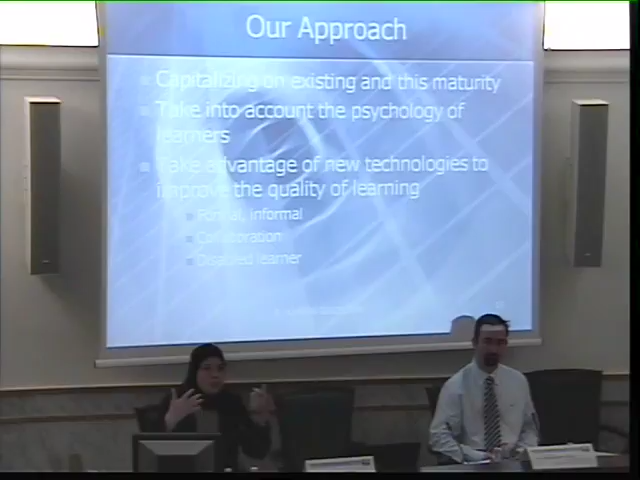 Our Approach
Capitalizing on existing and this maturity
Take into account the psychology of
learners
Take advantage of new technologies to
improve the quality of learning
Formal, informal
Collaboration
Disabled learner